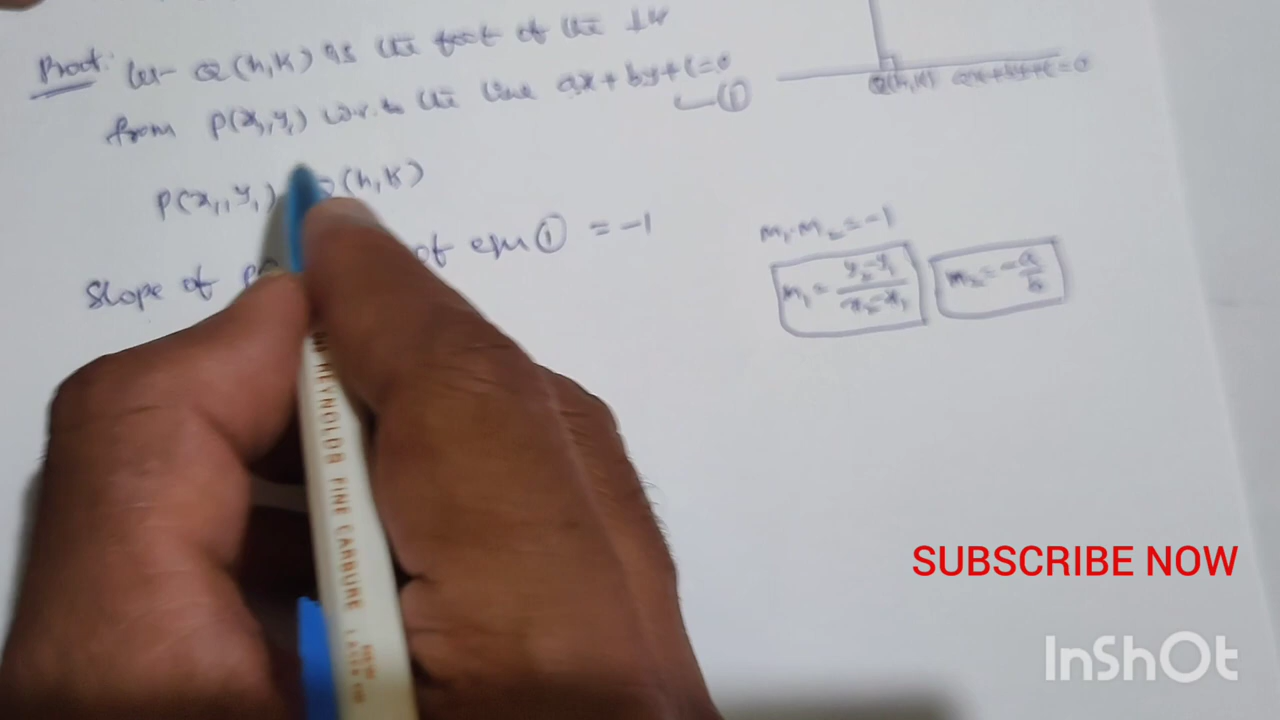 Proof: Let Q(h,k) is the foot of the ⊥r
from P(x₁,y₁) w.r.to the line ax+by+c=0
①
Q(h,k) ax+by+c=0
P(x₁,y₁) (h,k)
Slope of of eqn ① = -1
m₁·m₂=-1
m₁ = y₂-y₁/x₂-x₁
m₂ = -a/b
REYNOLDS FINE CARBURE
SUBSCRIBE NOW
InShOt